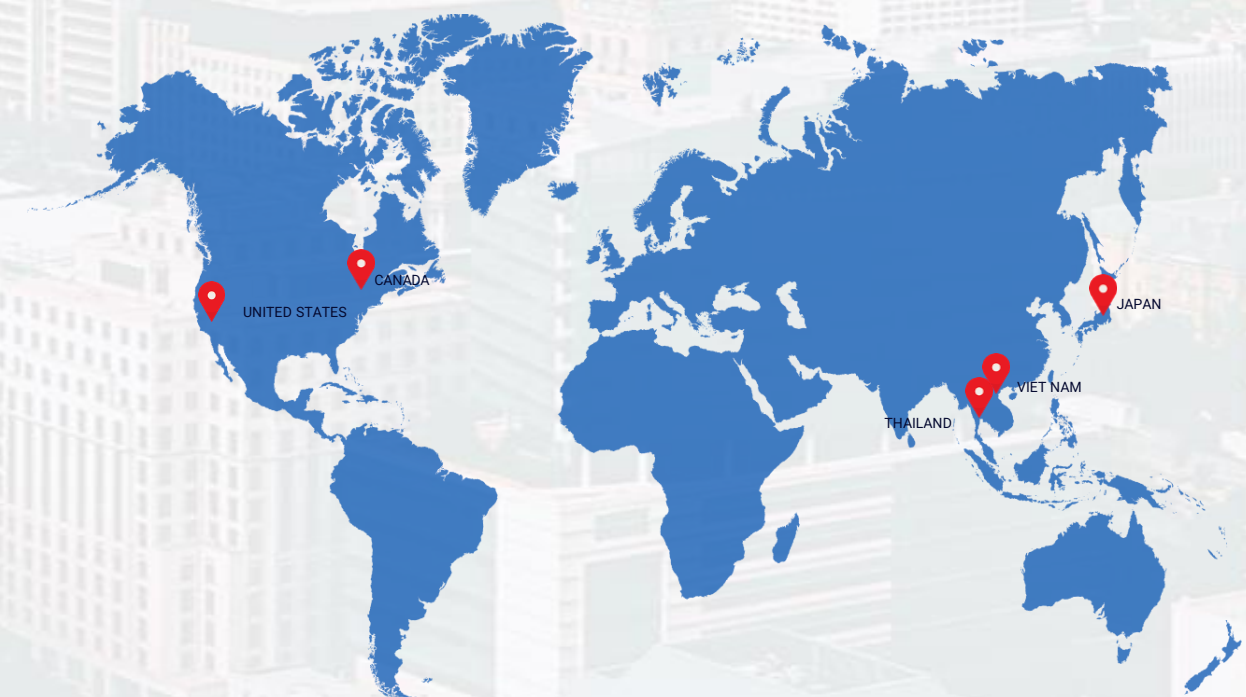 CANADA
UNITED STATES
JAPAN
VIET NAM
THAILAND